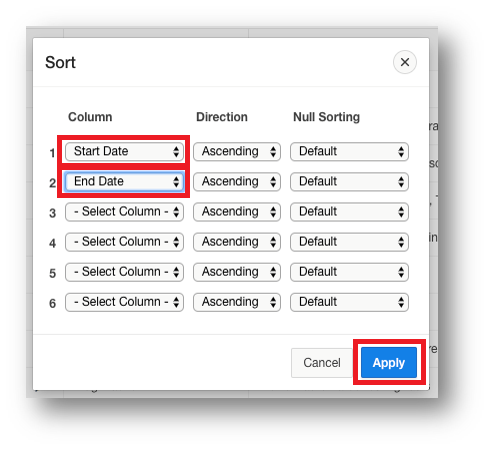 Sort
Column Direction Null Sorting
1 Start Date Ascending Default
2 End Date Ascending Default
3 - Select Column - Ascending Default
4 - Select Column - Ascending Default
5 - Select Column - Ascending Default
6 - Select Column - Ascending Default
Cancel Apply